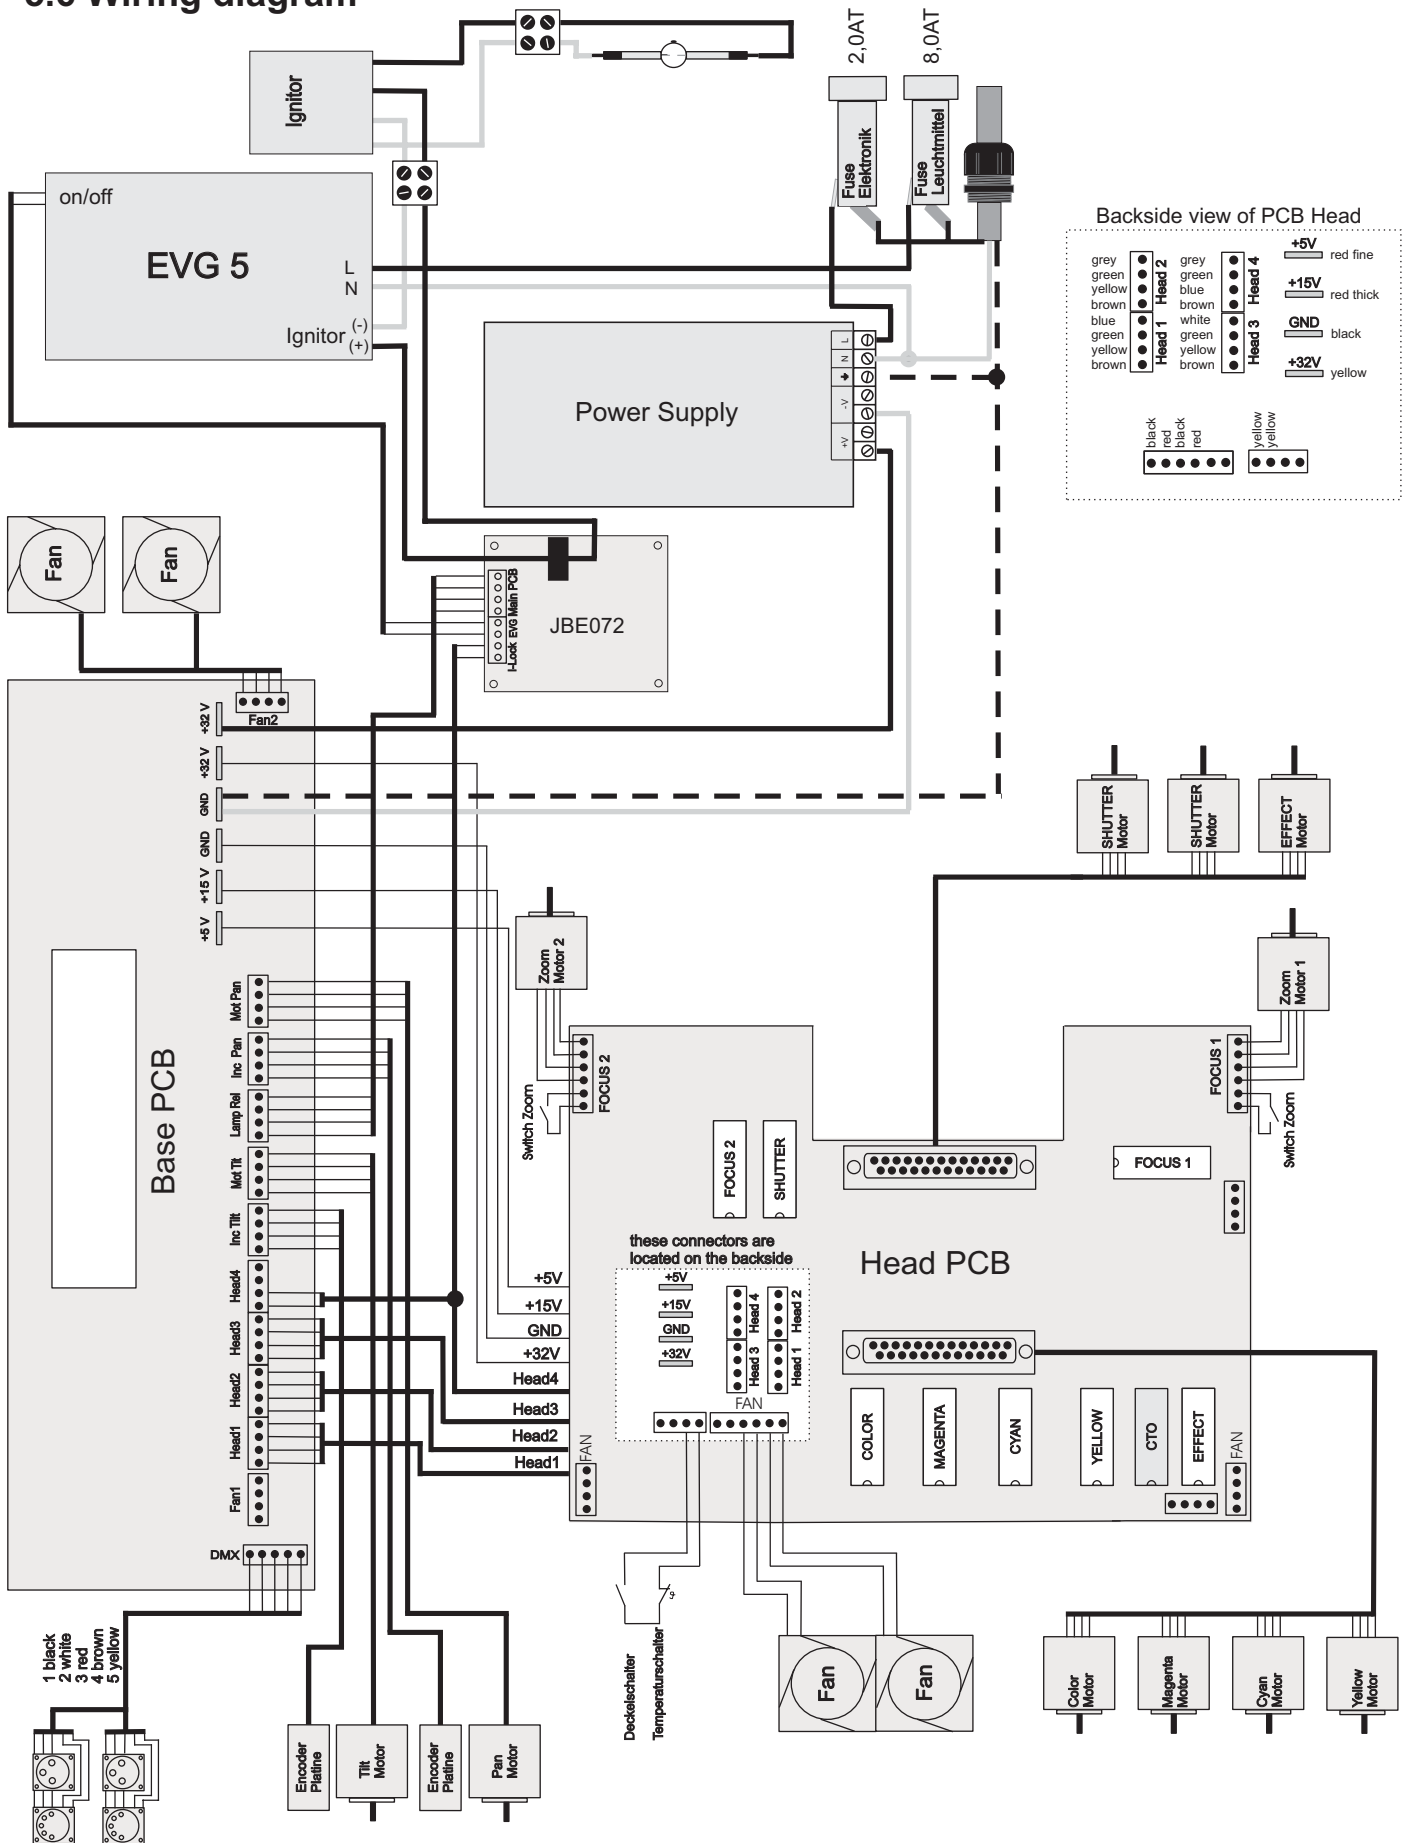 5.6 Wiring diagram
2,0AT
8,0AT
Ignitor
Fuse
Elektronik
Fuse
Leuchtmittel
on/off
EVG 5
L
N
Ignitor (-)
(+)
Backside view of PCB Head
grey
green
yellow
brown
Head 2
blue
green
yellow
brown
Head 1
grey
green
blue
brown
Head 4
white
green
yellow
brown
Head 3
+5V
red fine
+15V
red thick
GND
black
+32V
yellow
black
red
black
red
yellow
yellow
Power Supply
L
N
-V
+V
Fan
Fan
Main PCB
EVG
I-Lock
JBE072
Fan2
+32 V
+32 V
GND
GND
+15 V
+5 V
Base PCB
Mot Pan
Inc Pan
Lamp Rel
Mot Tilt
Inc Tilt
Head4
Head3
Head2
Head1
Fan1
DMX
SHUTTER
Motor
SHUTTER
Motor
EFFECT
Motor
Zoom
Motor 2
Zoom
Motor 1
FOCUS 2
Switch Zoom
FOCUS 1
Switch Zoom
FOCUS 2
SHUTTER
FOCUS 1
these connectors are
located on the backside
Head PCB
+5V
+15V
GND
+32V
Head4
Head3
Head2
Head1
+5V
+15V
GND
+32V
Head 4
Head 2
Head 3
Head 1
FAN
FAN
COLOR
MAGENTA
CYAN
YELLOW
CTO
EFFECT
FAN
1 black
2 white
3 red
4 brown
5 yellow
Deckelschalter
Temperaturschalter
Fan
Fan
Color
Motor
Magenta
Motor
Cyan
Motor
Yellow
Motor
Encoder
Platine
Tilt
Motor
Encoder
Platine
Pan
Motor